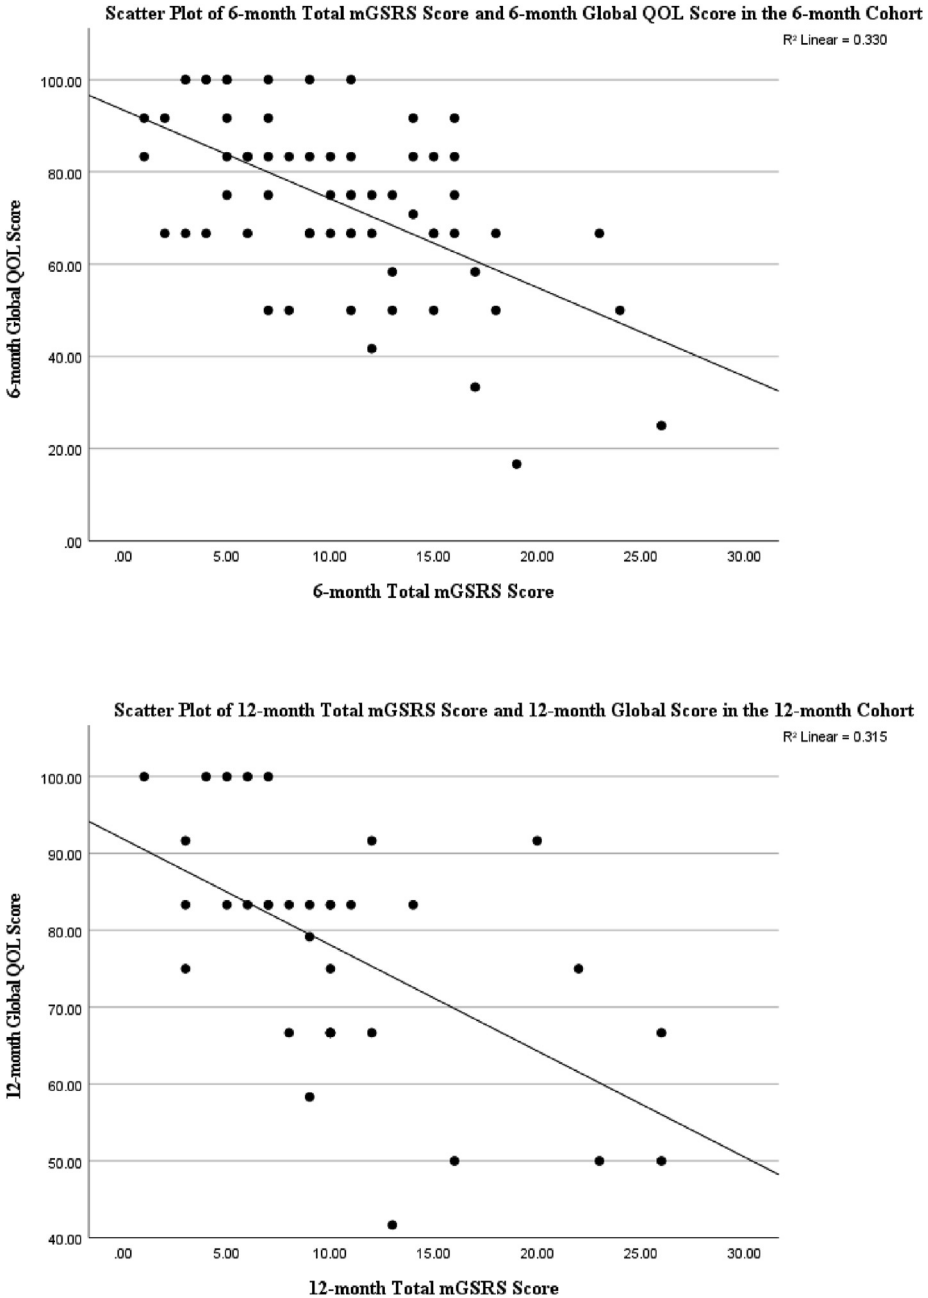 Scatter Plot of 6-month Total mGSRS Score and 6-month Global QOL Score in the 6-month Cohort
R² Linear = 0.330
6-month Global QOL Score
100.00
80.00
60.00
40.00
20.00
.00
.00 5.00 10.00 15.00 20.00 25.00 30.00
6-month Total mGSRS Score
Scatter Plot of 12-month Total mGSRS Score and 12-month Global Score in the 12-month Cohort
R² Linear = 0.315
12-month Global QOL Score
100.00
90.00
80.00
70.00
60.00
50.00
40.00
.00 5.00 10.00 15.00 20.00 25.00 30.00
12-month Total mGSRS Score